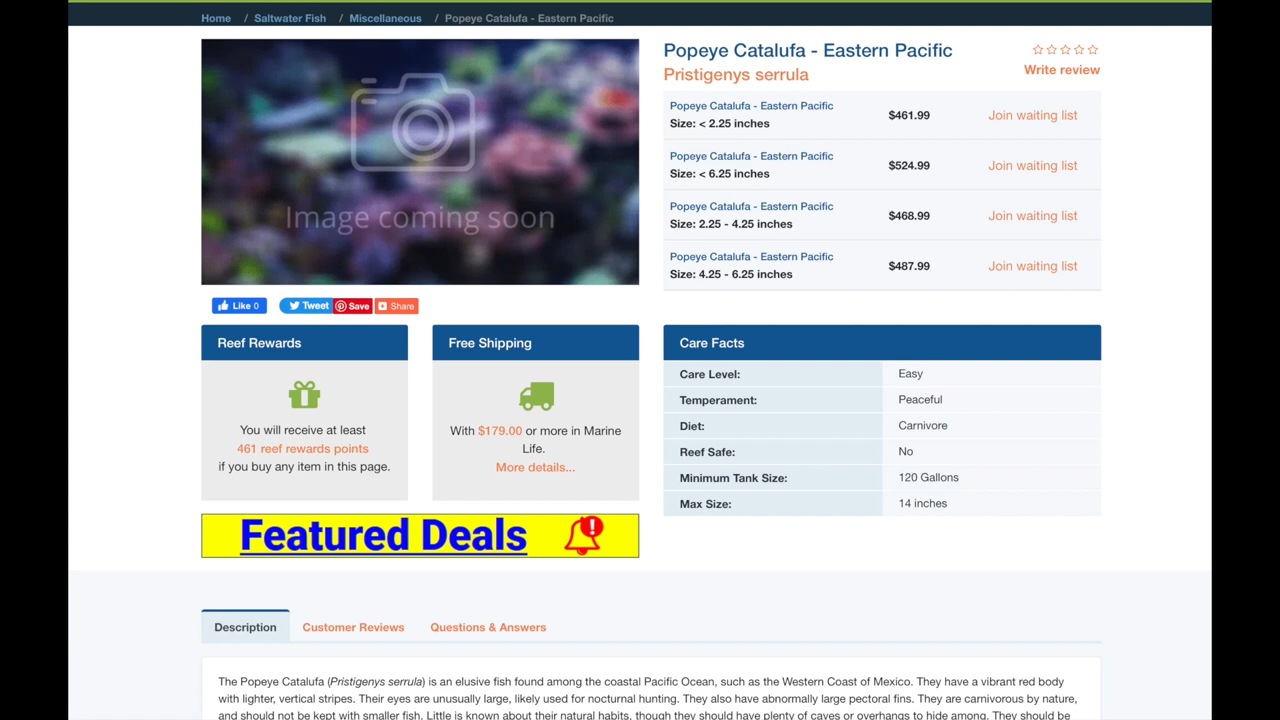 Home / Saltwater Fish / Miscellaneous / Popeye Catalufa - Eastern Pacific
Image coming soon
Like 0 Tweet Save Share
Popeye Catalufa - Eastern Pacific
Pristigenys serrula
Write review
Popeye Catalufa - Eastern Pacific
Size: < 2.25 inches
$461.99
Join waiting list
Popeye Catalufa - Eastern Pacific
Size: < 6.25 inches
$524.99
Join waiting list
Popeye Catalufa - Eastern Pacific
Size: 2.25 - 4.25 inches
$468.99
Join waiting list
Popeye Catalufa - Eastern Pacific
Size: 4.25 - 6.25 inches
$487.99
Join waiting list
Reef Rewards
You will receive at least
461 reef rewards points
if you buy any item in this page.
Free Shipping
With $179.00 or more in Marine
Life.
More details...
Care Facts
Care Level: Easy
Temperament: Peaceful
Diet: Carnivore
Reef Safe: No
Minimum Tank Size: 120 Gallons
Max Size: 14 inches
Featured Deals !
Description Customer Reviews Questions & Answers
The Popeye Catalufa (Pristigenys serrula) is an elusive fish found among the coastal Pacific Ocean, such as the Western Coast of Mexico. They have a vibrant red body
with lighter, vertical stripes. Their eyes are unusually large, likely used for nocturnal hunting. They also have abnormally large pectoral fins. They are carnivorous by nature,
and should not be kept with smaller fish. Little is known about their natural habits, though they should have plenty of caves or overhangs to hide among. They should be